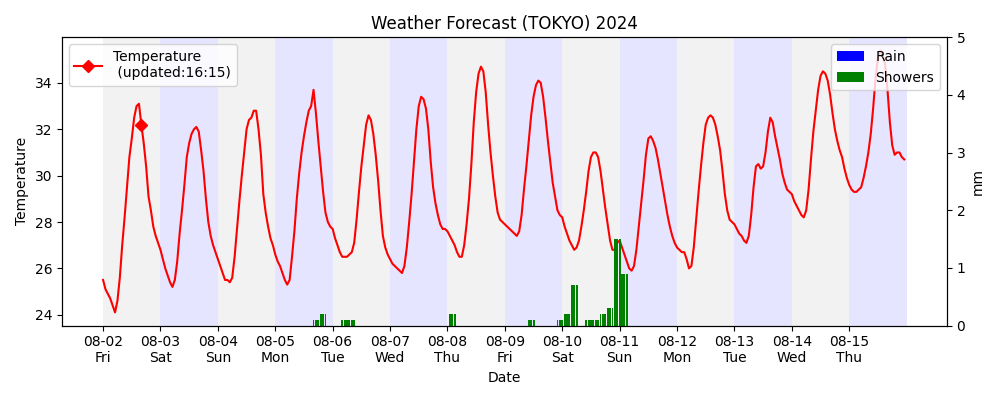 Weather Forecast (TOKYO) 2024
Temperature
(updated:16:15)
Rain
Showers
Temperature
34
32
30
28
26
24
5
4
3
2
1
0
mm
08-02 08-03 08-04 08-05 08-06 08-07 08-08 08-09 08-10 08-11 08-12 08-13 08-14 08-15
Fri Sat Sun Mon Tue Wed Thu Fri Sat Sun Mon Tue Wed Thu
Date